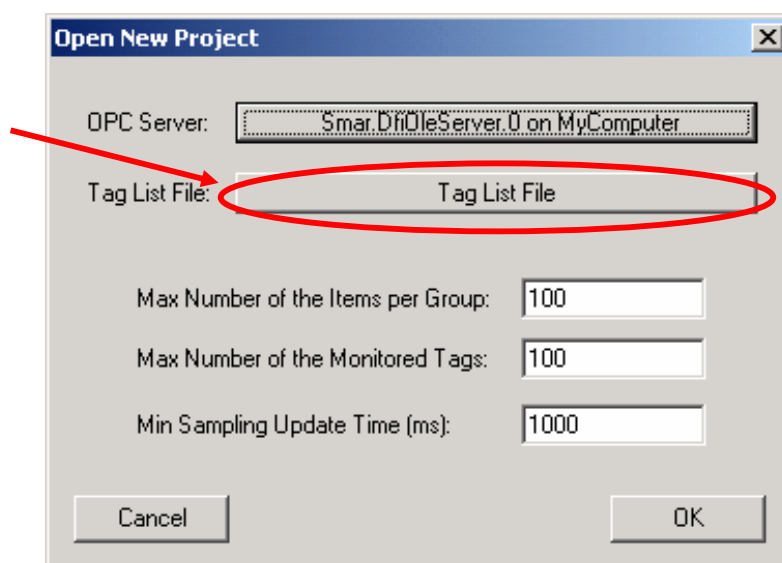 Open New Project
OPC Server: Smar.DfiOleServer.0 on MyComputer
Tag List File: Tag List File
Max Number of the Items per Group: 100
Max Number of the Monitored Tags: 100
Min Sampling Update Time (ms): 1000
Cancel OK